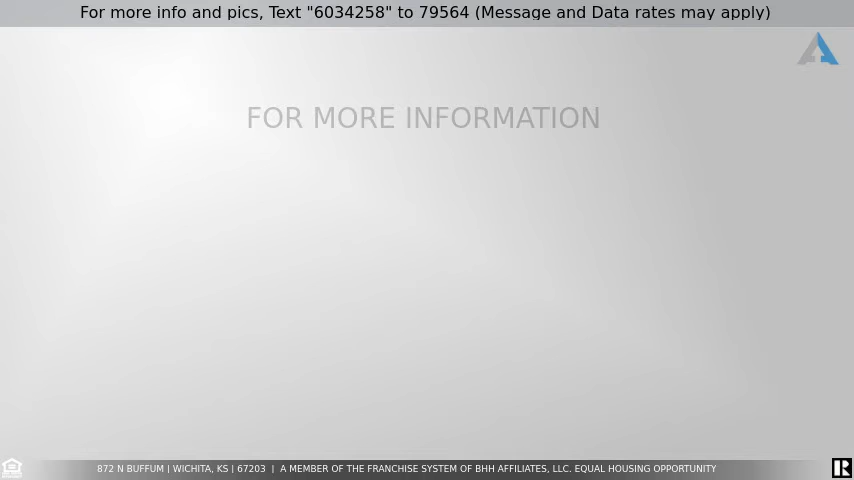 For more info and pics, Text "6034258" to 79564 (Message and Data rates may apply)
FOR MORE INFORMATION
872 N BUFFUM | WICHITA, KS | 67203 | A MEMBER OF THE FRANCHISE SYSTEM OF BHH AFFILIATES, LLC. EQUAL HOUSING OPPORTUNITY